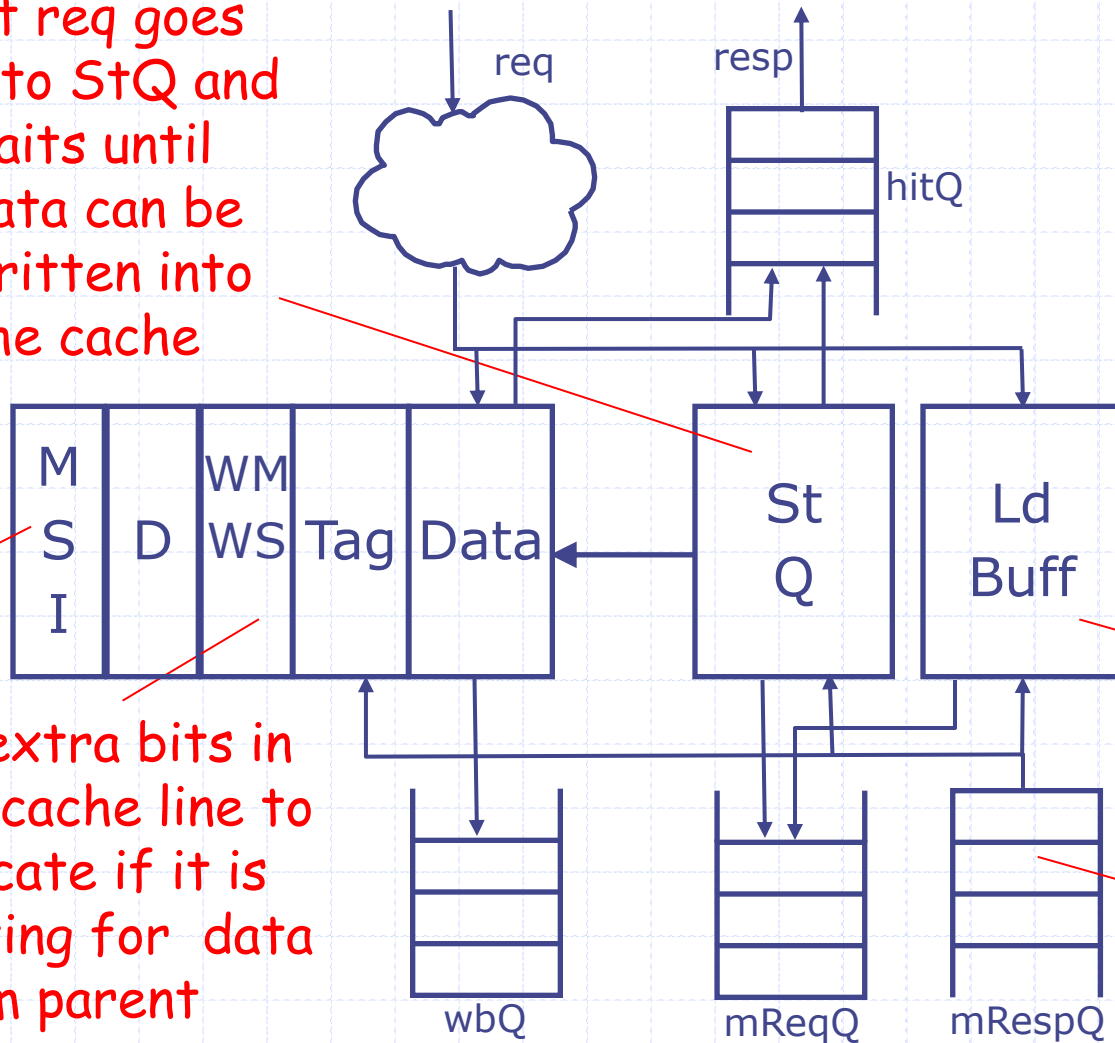 t req goes
to StQ and
aits until
ata can be
ritten into
he cache
req
resp
hitQ
M
S
I
D
WM
WS
Tag
Data
St
Q
Ld
Buff
extra bits in
cache line to
cate if it is
ing for data
n parent
wbQ
mReqQ
mRespQ